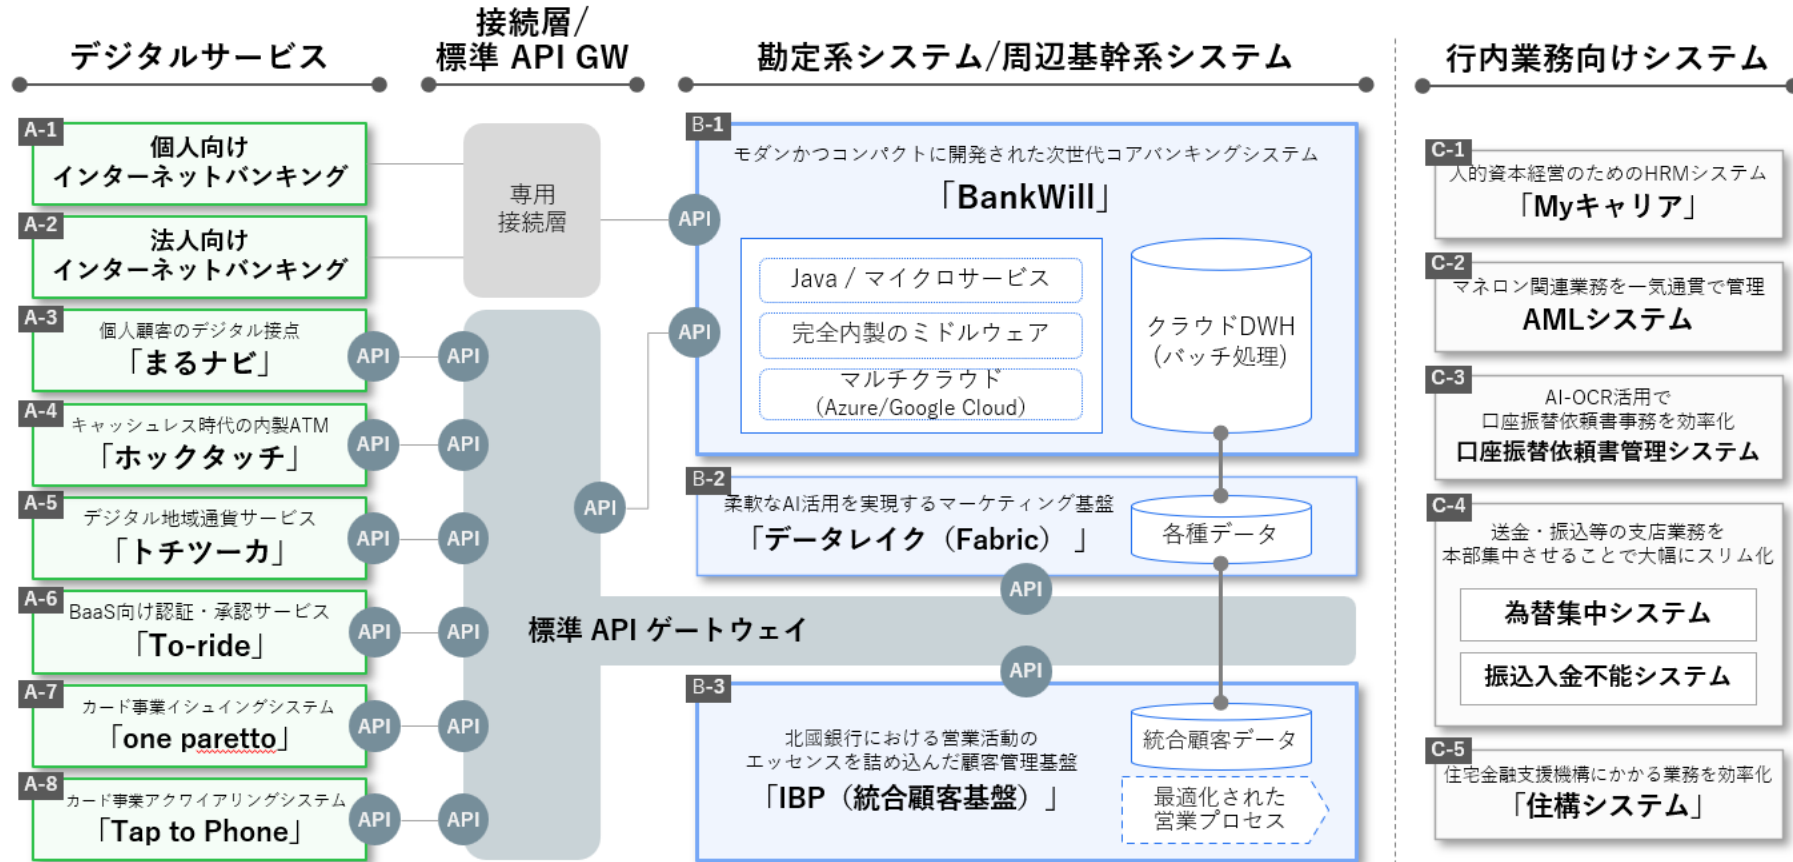 デジタルサービス
接続層/
標準 API GW
勘定系システム/周辺基幹系システム
行内業務向けシステム
A-1
個人向け
インターネットバンキング
A-2
法人向け
インターネットバンキング
A-3
個人顧客のデジタル接点
「まるナビ」
API
API
A-4
キャッシュレス時代の内製ATM
「ホックタッチ」
API
API
A-5
デジタル地域通貨サービス
「トチツーカ」
API
API
A-6
BaaS向け認証・承認サービス
「To-ride」
API
API
A-7
カード事業イシュイングシステム
「one paretto」
API
API
A-8
カード事業アクワイアリングシステム
「Tap to Phone」
API
API
専用
接続層
API
API
API
標準 API ゲートウェイ
API
API
B-1
モダンかつコンパクトに開発された次世代コアバンキングシステム
「BankWill」
Java / マイクロサービス
完全内製のミドルウェア
マルチクラウド
(Azure/Google Cloud)
クラウドDWH
(バッチ処理)
B-2
柔軟なAI活用を実現するマーケティング基盤
「データレイク（Fabric）」
各種データ
B-3
北國銀行における営業活動の
エッセンスを詰め込んだ顧客管理基盤
「IBP（統合顧客基盤）」
統合顧客データ
最適化された
営業プロセス
C-1
人的資本経営のためのHRMシステム
「Myキャリア」
C-2
マネロン関連業務を一気通貫で管理
AMLシステム
C-3
AI-OCR活用で
口座振替依頼書事務を効率化
口座振替依頼書管理システム
C-4
送金・振込等の支店業務を
本部集中させることで大幅にスリム化
為替集中システム
振込入金不能システム
C-5
住宅金融支援機構にかかる業務を効率化
「住構システム」